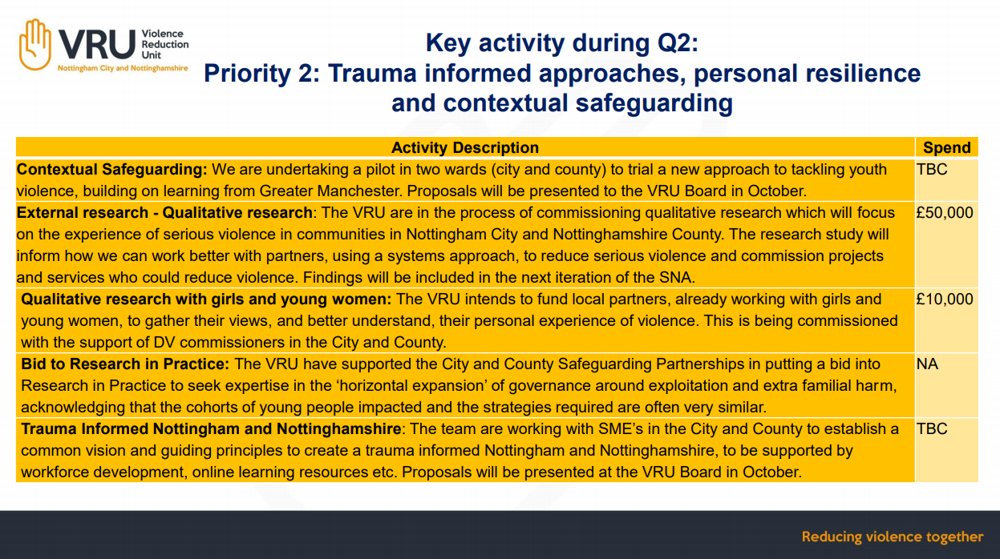 VRU Violence
Reduction
Unit
Nottingham City and Nottinghamshire
Key activity during Q2:
Priority 2: Trauma informed approaches, personal resilience
and contextual safeguarding
Activity Description Spend
Contextual Safeguarding: We are undertaking a pilot in two wards (city and county) to trial a new approach to tackling youth TBC
violence, building on learning from Greater Manchester. Proposals will be presented to the VRU Board in October.
External research - Qualitative research: The VRU are in the process of commissioning qualitative research which will focus £50,000
on the experience of serious violence in communities in Nottingham City and Nottinghamshire County. The research study will
inform how we can work better with partners, using a systems approach, to reduce serious violence and commission projects
and services who could reduce violence. Findings will be included in the next iteration of the SNA.
Qualitative research with girls and young women: The VRU intends to fund local partners, already working with girls and £10,000
young women, to gather their views, and better understand, their personal experience of violence. This is being commissioned
with the support of DV commissioners in the City and County.
Bid to Research in Practice: The VRU have supported the City and County Safeguarding Partnerships in putting a bid into NA
Research in Practice to seek expertise in the ‘horizontal expansion’ of governance around exploitation and extra familial harm,
acknowledging that the cohorts of young people impacted and the strategies required are often very similar.
Trauma Informed Nottingham and Nottinghamshire: The team are working with SME’s in the City and County to establish a TBC
common vision and guiding principles to create a trauma informed Nottingham and Nottinghamshire, to be supported by
workforce development, online learning resources etc. Proposals will be presented at the VRU Board in October.
Reducing violence together